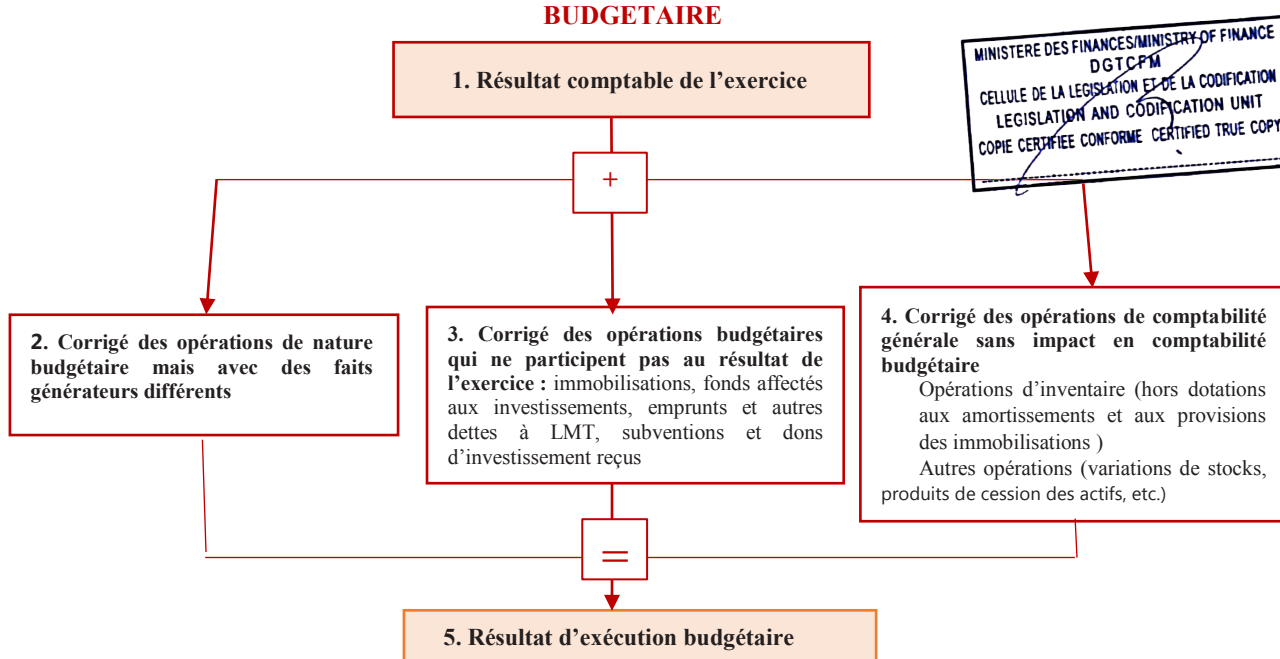 BUDGETAIRE
1. Résultat comptable de l’exercice
MINISTERE DES FINANCES/MINISTRY OF FINANCE
DGTCFM
CELLULE DE LA LEGISLATION ET DE LA CODIFICATION
LEGISLATION AND CODIFICATION UNIT
COPIE CERTIFIEE CONFORME CERTIFIED TRUE COPY
+
2. Corrigé des opérations de nature
budgétaire mais avec des faits
générateurs différents
3. Corrigé des opérations budgétaires
qui ne participent pas au résultat de
l’exercice : immobilisations, fonds affectés
aux investissements, emprunts et autres
dettes à LMT, subventions et dons
d’investissement reçus
4. Corrigé des opérations de comptabilité
générale sans impact en comptabilité
budgétaire
Opérations d’inventaire (hors dotations
aux amortissements et aux provisions
des immobilisations )
Autres opérations (variations de stocks,
produits de cession des actifs, etc.)
=
5. Résultat d’exécution budgétaire